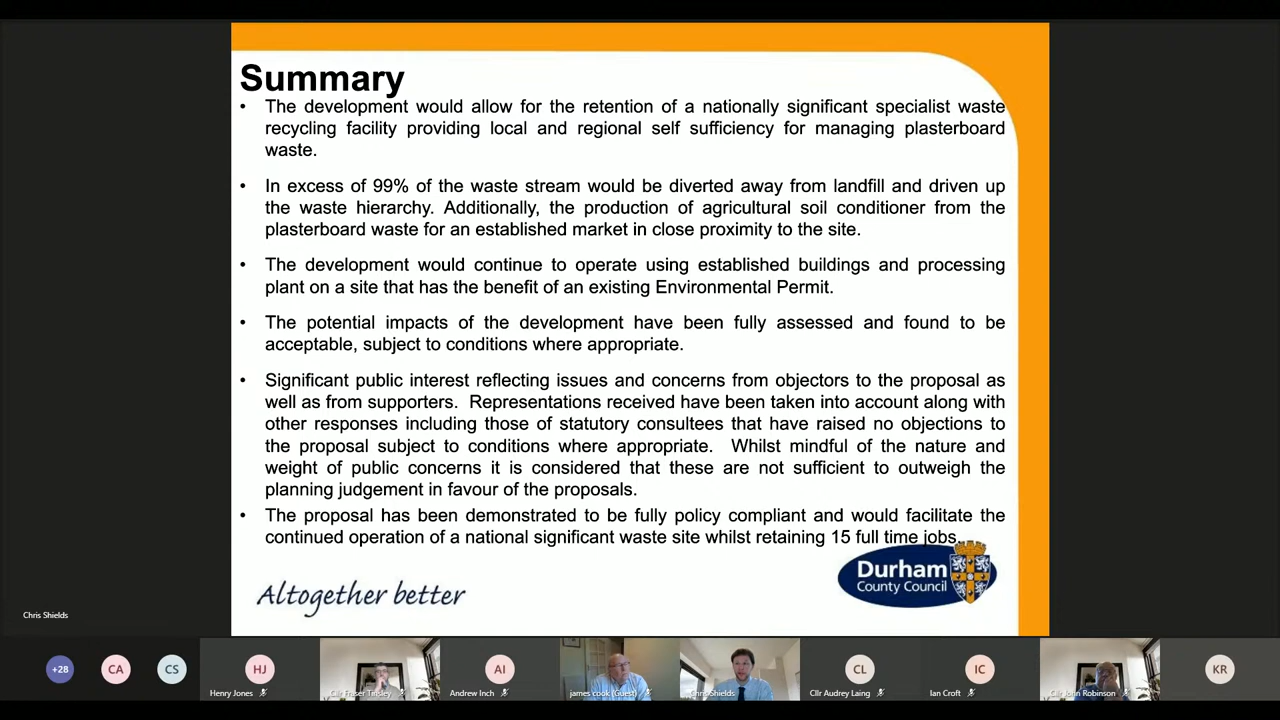 Summary
• The development would allow for the retention of a nationally significant specialist waste
recycling facility providing local and regional self sufficiency for managing plasterboard
waste.
• In excess of 99% of the waste stream would be diverted away from landfill and driven up
the waste hierarchy. Additionally, the production of agricultural soil conditioner from the
plasterboard waste for an established market in close proximity to the site.
• The development would continue to operate using established buildings and processing
plant on a site that has the benefit of an existing Environmental Permit.
• The potential impacts of the development have been fully assessed and found to be
acceptable, subject to conditions where appropriate.
• Significant public interest reflecting issues and concerns from objectors to the proposal as
well as from supporters. Representations received have been taken into account along with
other responses including those of statutory consultees that have raised no objections to
the proposal subject to conditions where appropriate. Whilst mindful of the nature and
weight of public concerns it is considered that these are not sufficient to outweigh the
planning judgement in favour of the proposals.
• The proposal has been demonstrated to be fully policy compliant and would facilitate the
continued operation of a national significant waste site whilst retaining 15 full time jobs.
Altogether better
Durham
County Council
Chris Shields
+28 CA CS HJ AI CL IC KR
Henry Jones Cllr Fraser Tinsley Andrew Inch james cook (Guest) Chris Shields Cllr Audrey Laing Ian Croft Cllr John Robinson